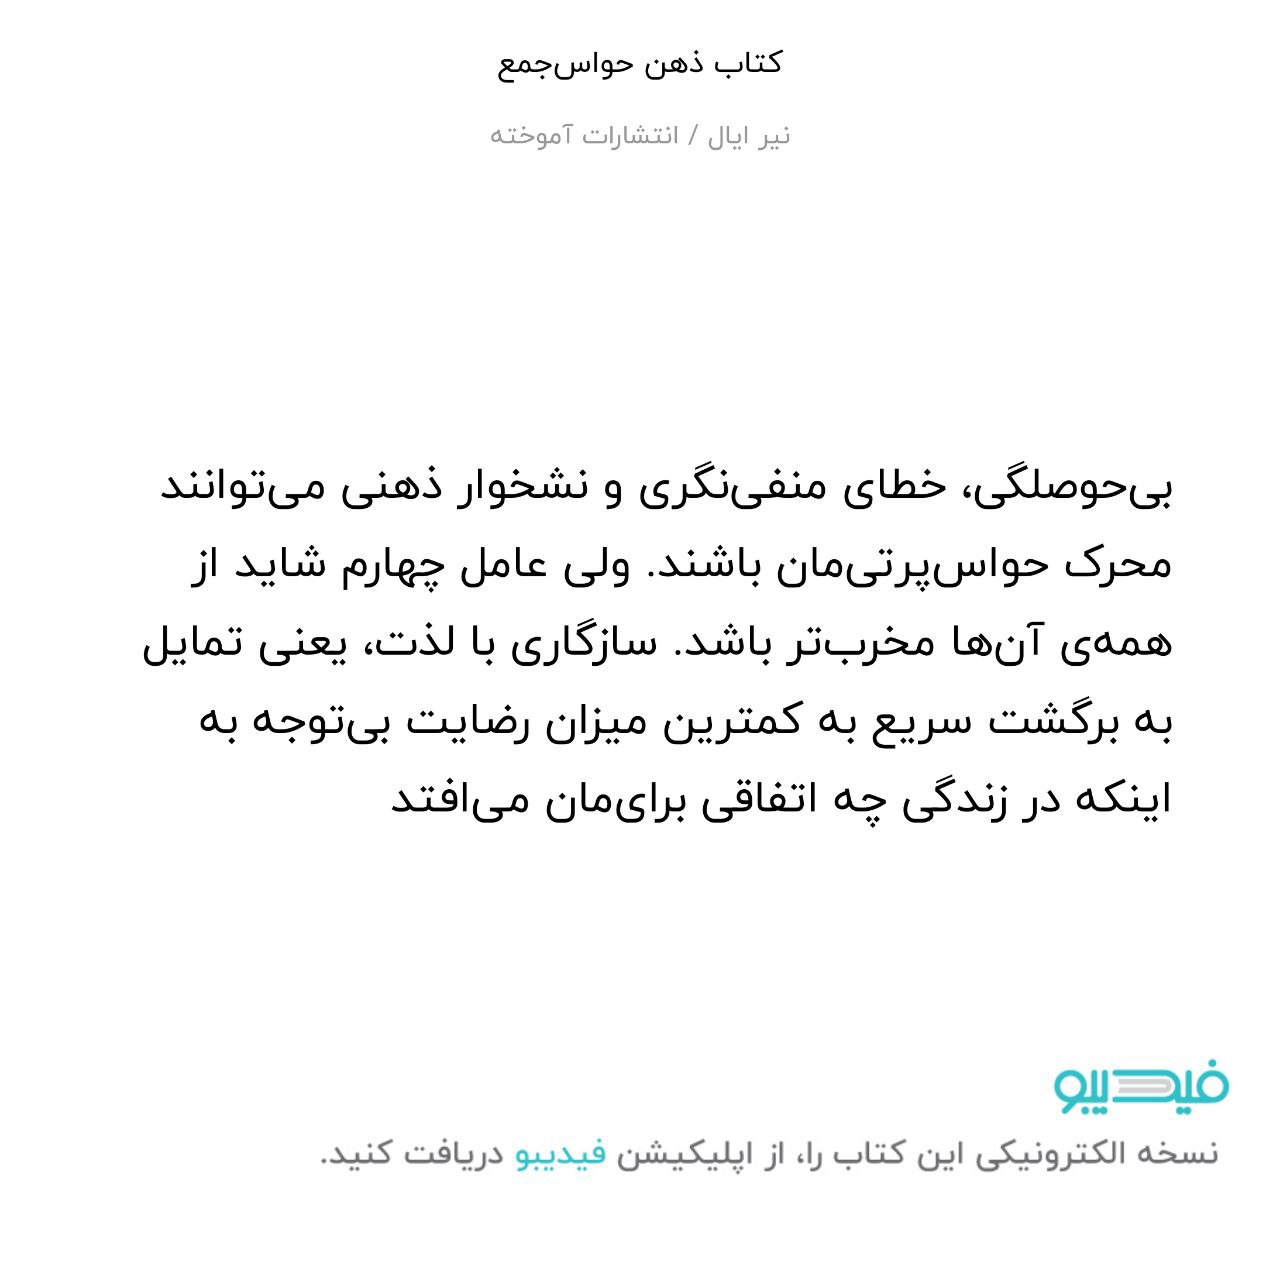 کتاب ذهن حواس‌جمع
نیر ایال / انتشارات آموخته
بی‌حوصلگی، خطای منفی‌نگری و نشخوار ذهنی می‌توانند
محرک حواس‌پرتی‌مان باشند. ولی عامل چهارم شاید از
همه‌ی آن‌ها مخرب‌تر باشد. سازگاری با لذت، یعنی تمایل
به برگشت سریع به کمترین میزان رضایت بی‌توجه به
اینکه در زندگی چه اتفاقی برای‌مان می‌افتد
فیدیبو
نسخه الکترونیکی این کتاب را، از اپلیکیشن فیدیبو دریافت کنید.